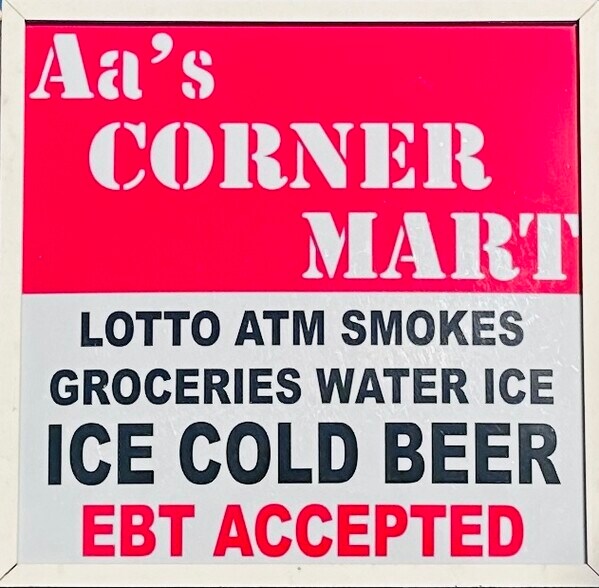 Aa's
CORNER
MART
LOTTO ATM SMOKES
GROCERIES WATER ICE
ICE COLD BEER
EBT ACCEPTED